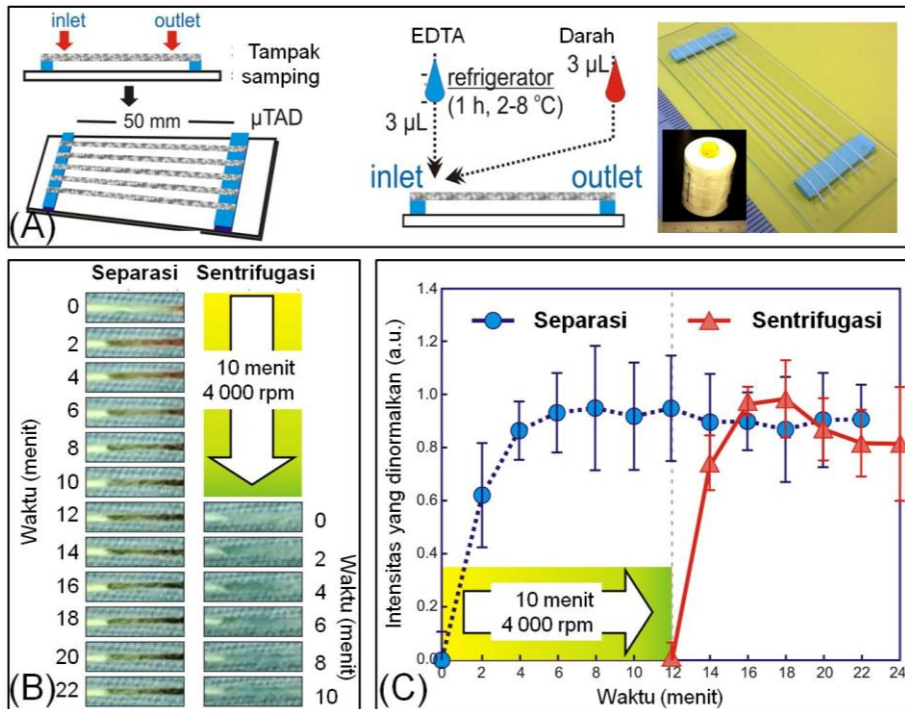 inlet outlet
Tampak
samping
50 mm
μTAD
EDTA
Darah
3 μL
refrigerator
(1 h, 2-8 °C)
3 μL
inlet outlet
(A)
Separasi Sentrifugasi
0
2
4
6
8
10
12
14
16
18
20
22
Waktu (menit)
10 menit
4 000 rpm
0
2
4
6
8
10
Waktu (menit)
(B)
Separasi Sentrifugasi
1.4
1.2
1.0
0.8
0.6
0.4
0.2
0.0
Intensitas yang dinormalkan (a.u.)
10 menit
4 000 rpm
0 2 4 6 8 10 12 14 16 18 20 22 24
Waktu (menit)
(C)